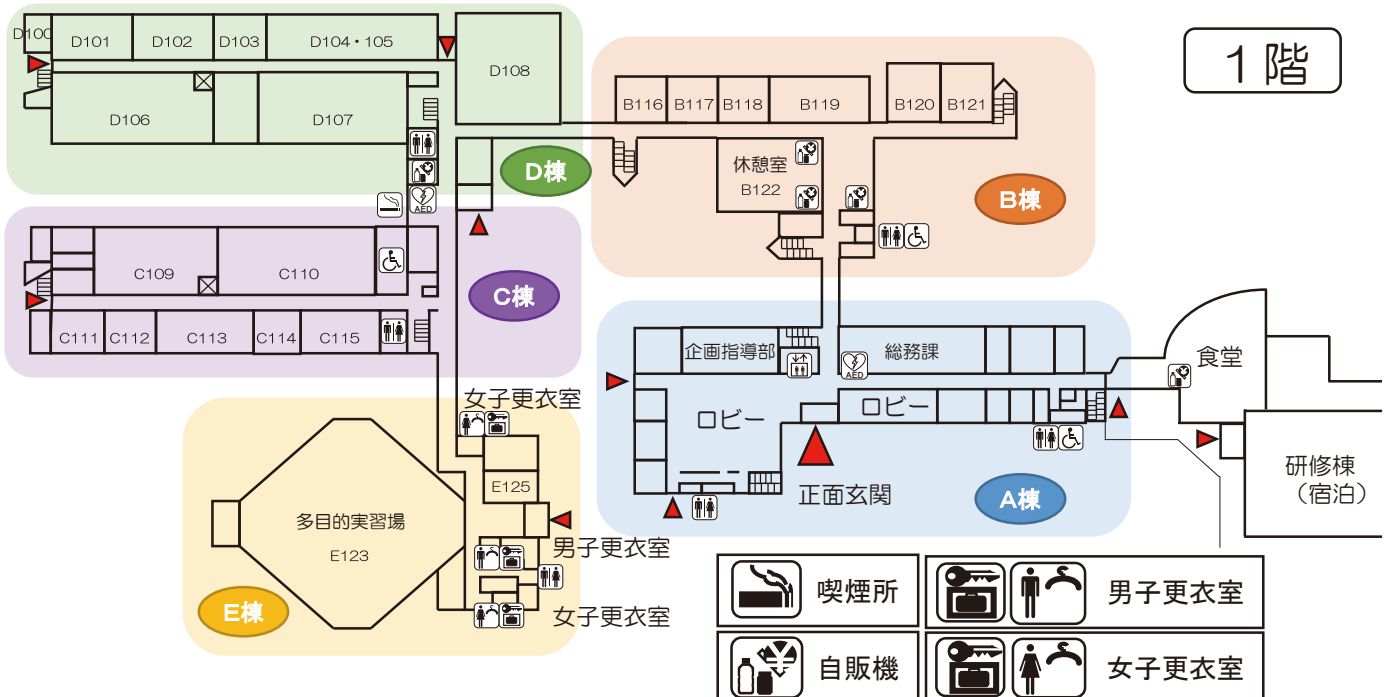 1階
D100
D101
D102
D103
D104・105
D108
D106
D107
D棟
B116
B117
B118
B119
B120
B121
休憩室
B122
B棟
AED
C109
C110
C棟
C111
C112
C113
C114
C115
企画指導部
AED
総務課
食堂
ロビー
ロビー
正面玄関
A棟
研修棟
（宿泊）
女子更衣室
E125
多目的実習場
E123
男子更衣室
E棟
女子更衣室
喫煙所
男子更衣室
自販機
女子更衣室